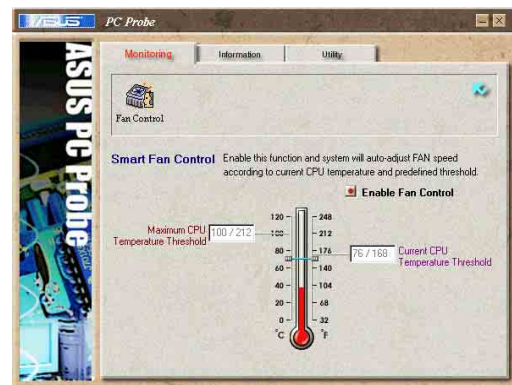 ASUS PC Probe
Monitoring Information Utility
ASUS PC Probe
Fan Control
Smart Fan Control Enable this function and system will auto-adjust FAN speed
according to current CPU temperature and predefined threshold.
Enable Fan Control
Maximum CPU
Temperature Threshold
100 / 212
120 248
100 212
80 176
60 140
40 104
20 68
0 32
°C °F
76 / 168
Current CPU
Temperature Threshold